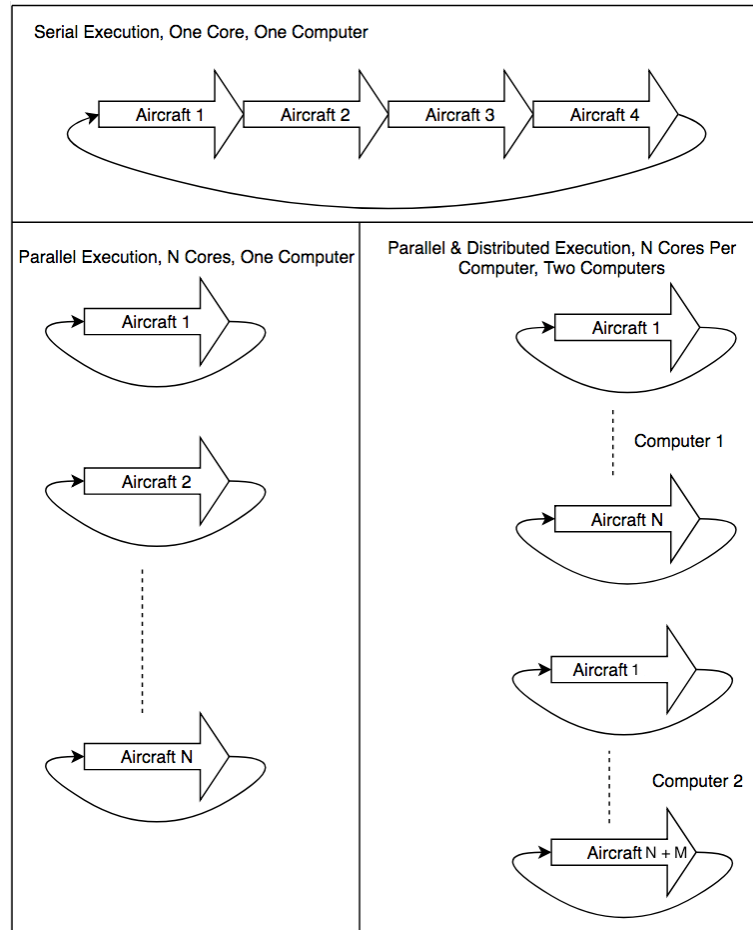 Serial Execution, One Core, One Computer
Aircraft 1
Aircraft 2
Aircraft 3
Aircraft 4
Parallel Execution, N Cores, One Computer
Aircraft 1
Aircraft 2
Aircraft N
Parallel & Distributed Execution, N Cores Per
Computer, Two Computers
Aircraft 1
Computer 1
Aircraft N
Aircraft 1
Computer 2
Aircraft N + M